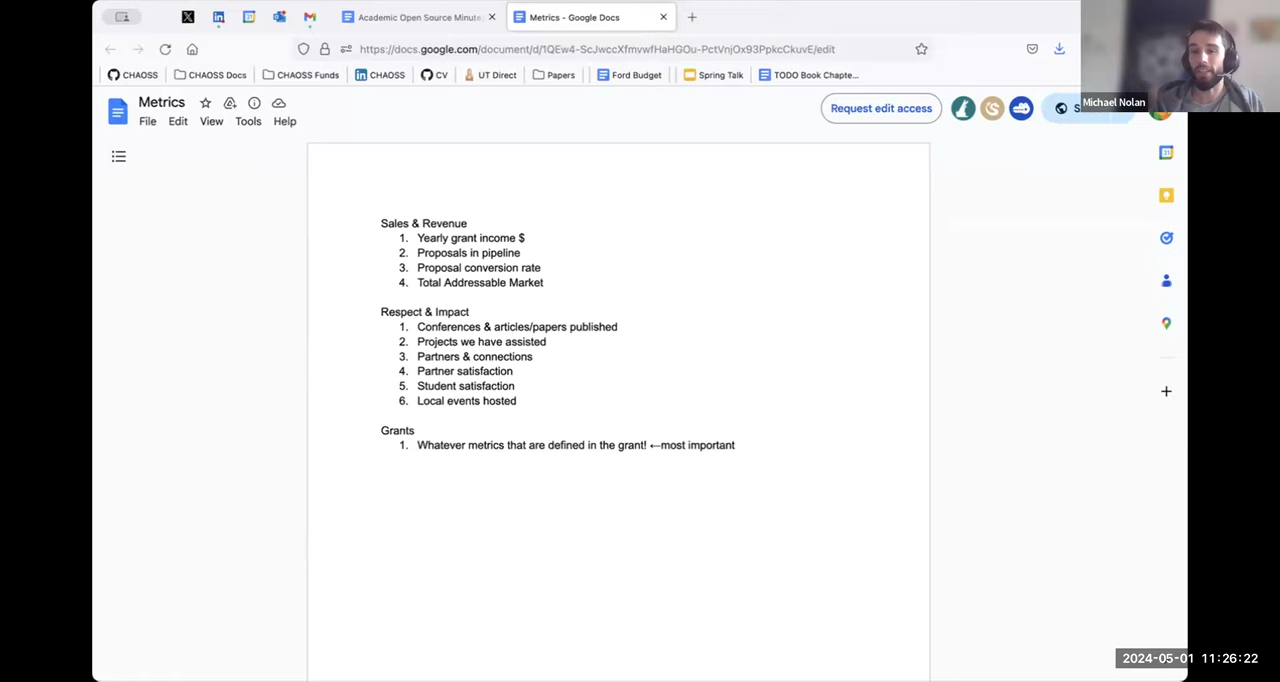 Academic Open Source Minute
Metrics - Google Docs
https://docs.google.com/document/d/1QEw4-ScJwccXfmvwfHaHGOu-PctVnjOx93PpkcCkuvE/edit
CHAOSS
CHAOSS Docs
CHAOSS Funds
CHAOSS
CV
UT Direct
Papers
Ford Budget
Spring Talk
TODO Book Chapte...
Michael Nolan
Metrics
Request edit access
S
File Edit View Tools Help
Sales & Revenue
1. Yearly grant income $
2. Proposals in pipeline
3. Proposal conversion rate
4. Total Addressable Market
Respect & Impact
1. Conferences & articles/papers published
2. Projects we have assisted
3. Partners & connections
4. Partner satisfaction
5. Student satisfaction
6. Local events hosted
Grants
1. Whatever metrics that are defined in the grant! ←most important
2024-05-01 11:26:22